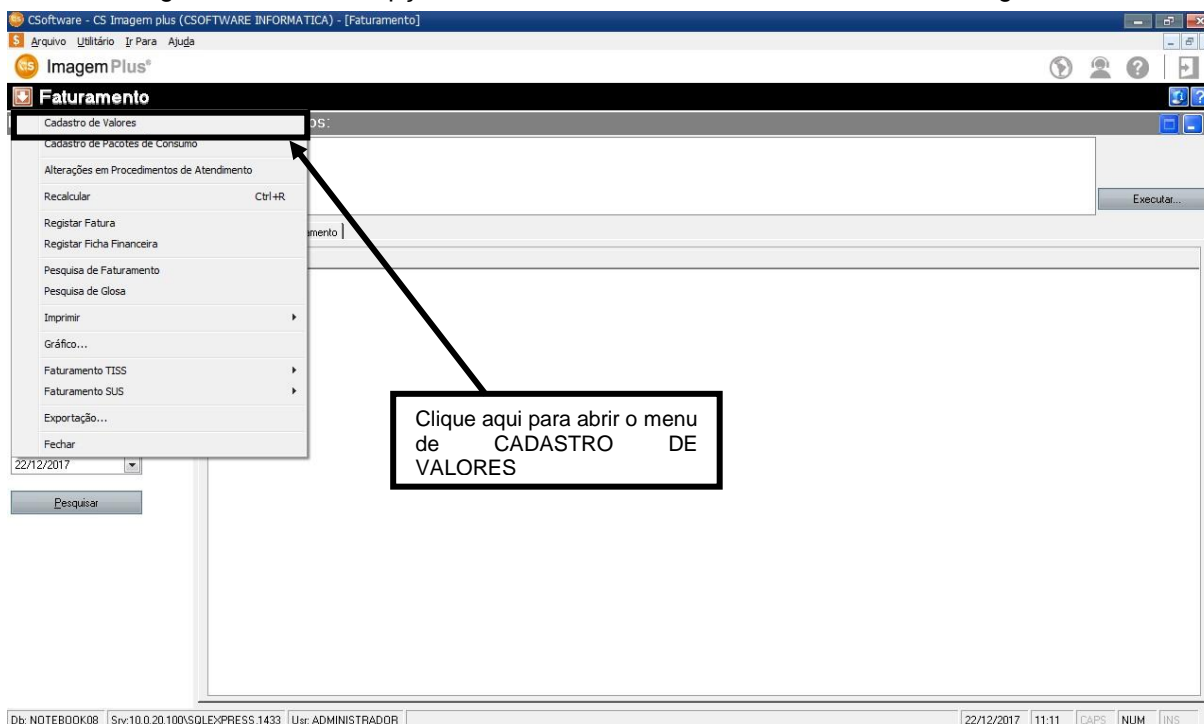 CSoftware - CS Imagem plus (CSOFTWARE INFORMATICA) - [Faturamento]
Arquivo Utilitário Ir Para Ajuda
CS ImagemPlus®
Faturamento
Cadastro de Valores
os:
Cadastro de Pacotes de Consumo
Alterações em Procedimentos de Atendimento
Recalcular Ctrl+R
Executar...
Registar Fatura
amento
Registar Ficha Financeira
Pesquisa de Faturamento
Pesquisa de Glosa
Imprimir
Gráfico...
Faturamento TISS
Faturamento SUS
Exportação...
Fechar
Clique aqui para abrir o menu
de CADASTRO DE
VALORES
22/12/2017
Pesquisar
Db: NOTEBOOK08 Srv:10.0.20.100\SQLEXPRESS,1433 Usr: ADMINISTRADOR 22/12/2017 11:11 CAPS NUM INS